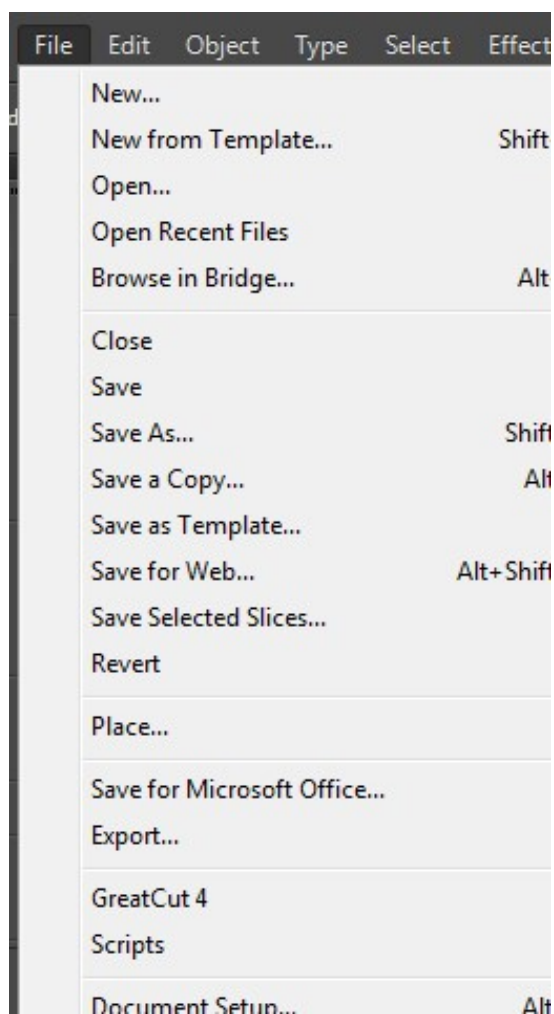 File Edit Object Type Select Effect
New...
New from Template... Shift+
Open...
Open Recent Files
Browse in Bridge... Alt+
Close
Save
Save As... Shift
Save a Copy... Alt
Save as Template...
Save for Web... Alt+Shift
Save Selected Slices...
Revert
Place...
Save for Microsoft Office...
Export...
GreatCut 4
Scripts
Document Setup... Alt